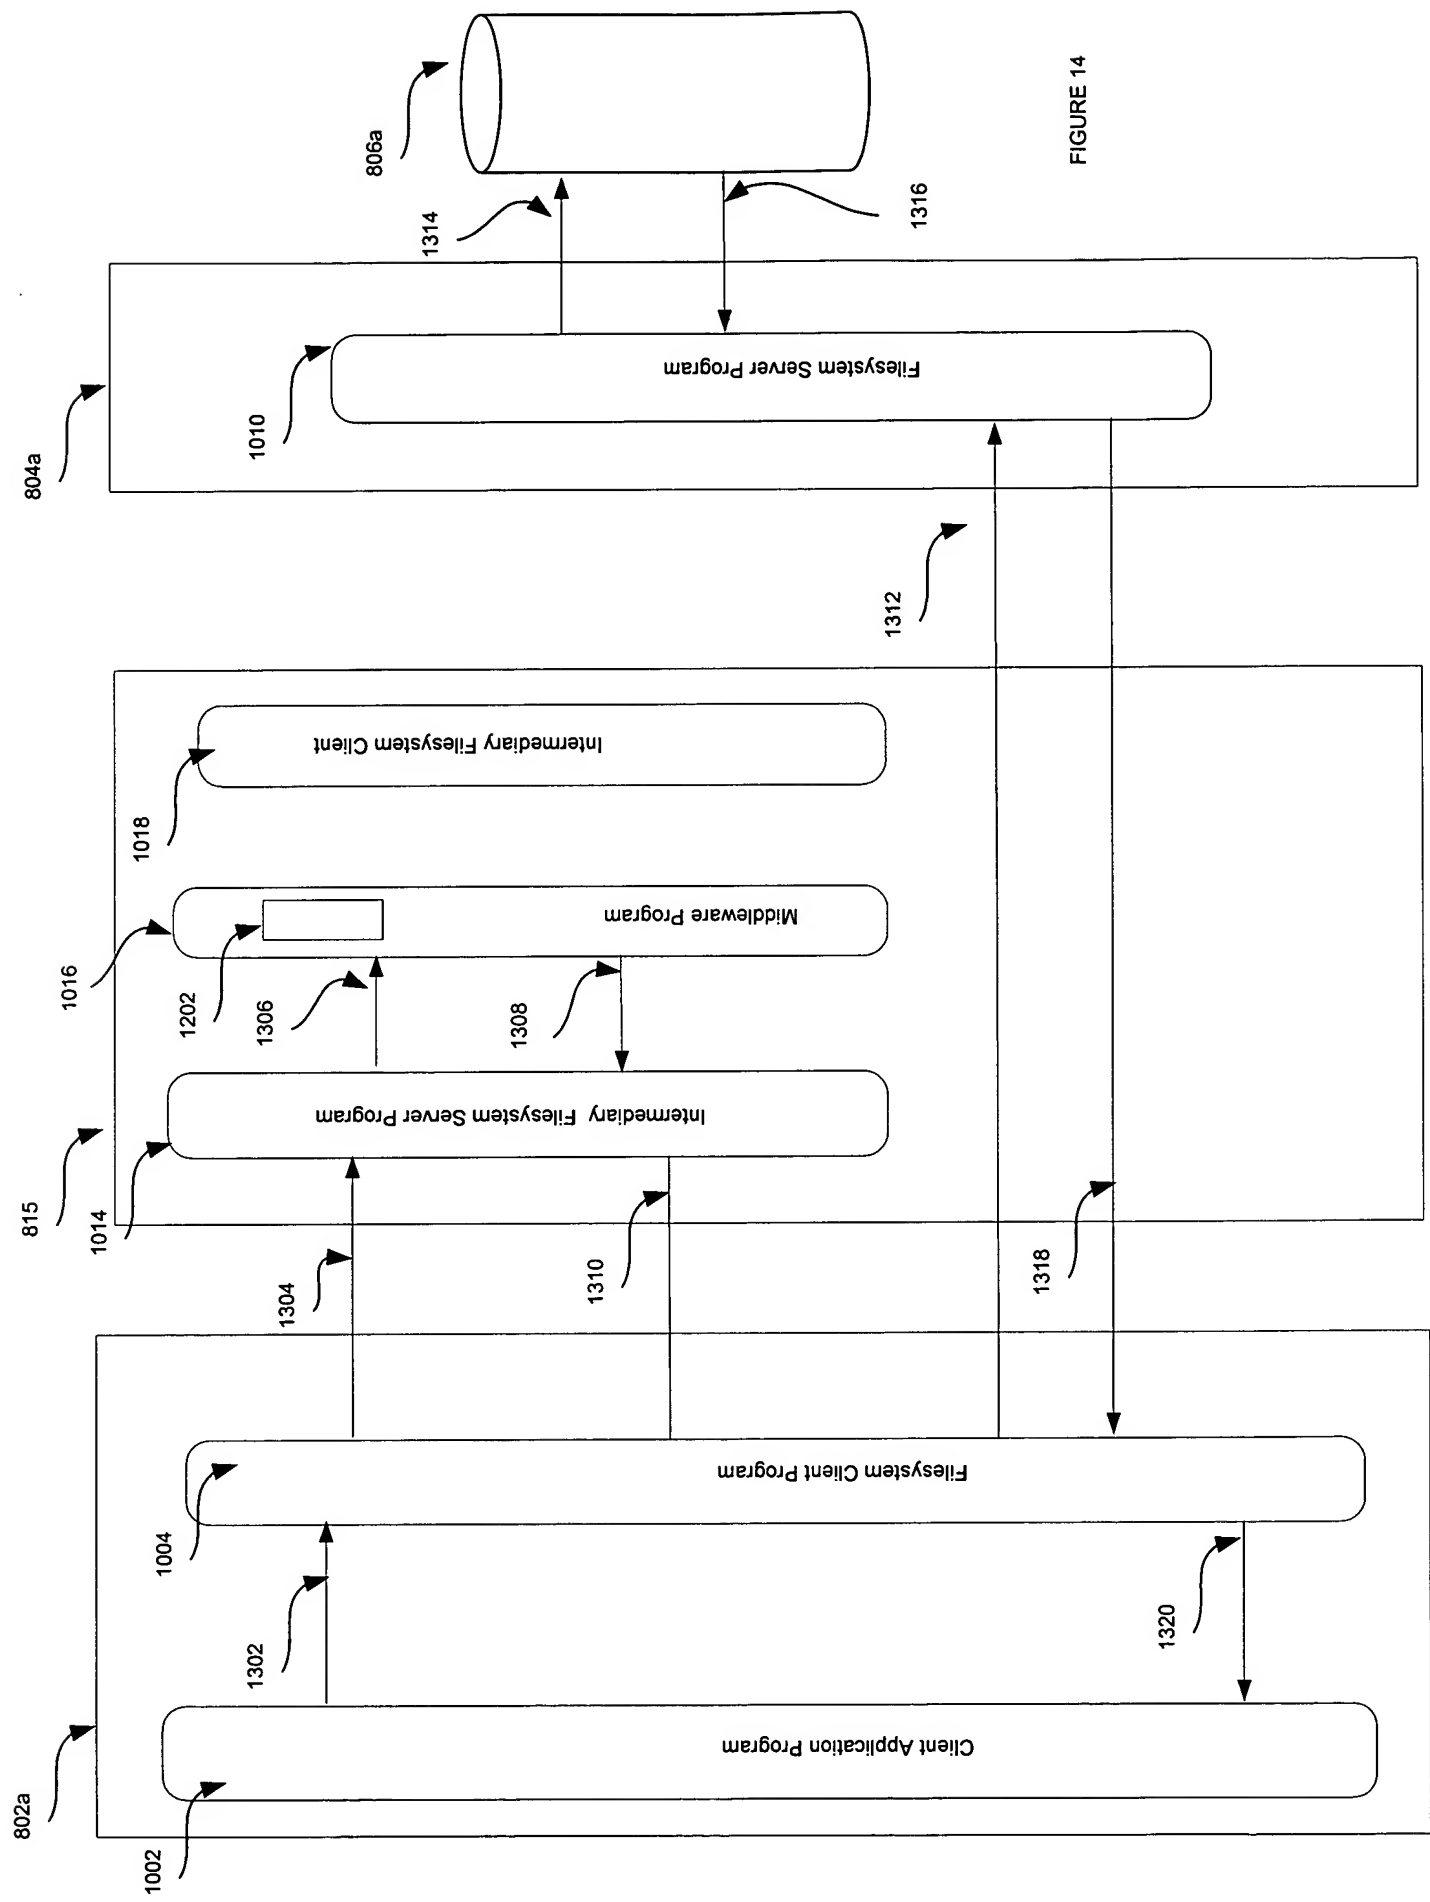 802a
1002
Client Application Program
1302
1320
1004
Filesystem Client Program
815
1304
1310
1318
1014
Intermediary Filesystem Server Program
1016
1202
1306
1308
Middleware Program
1018
Intermediary Filesystem Client
1312
804a
1010
Filesystem Server Program
1314
1316
806a
FIGURE 14